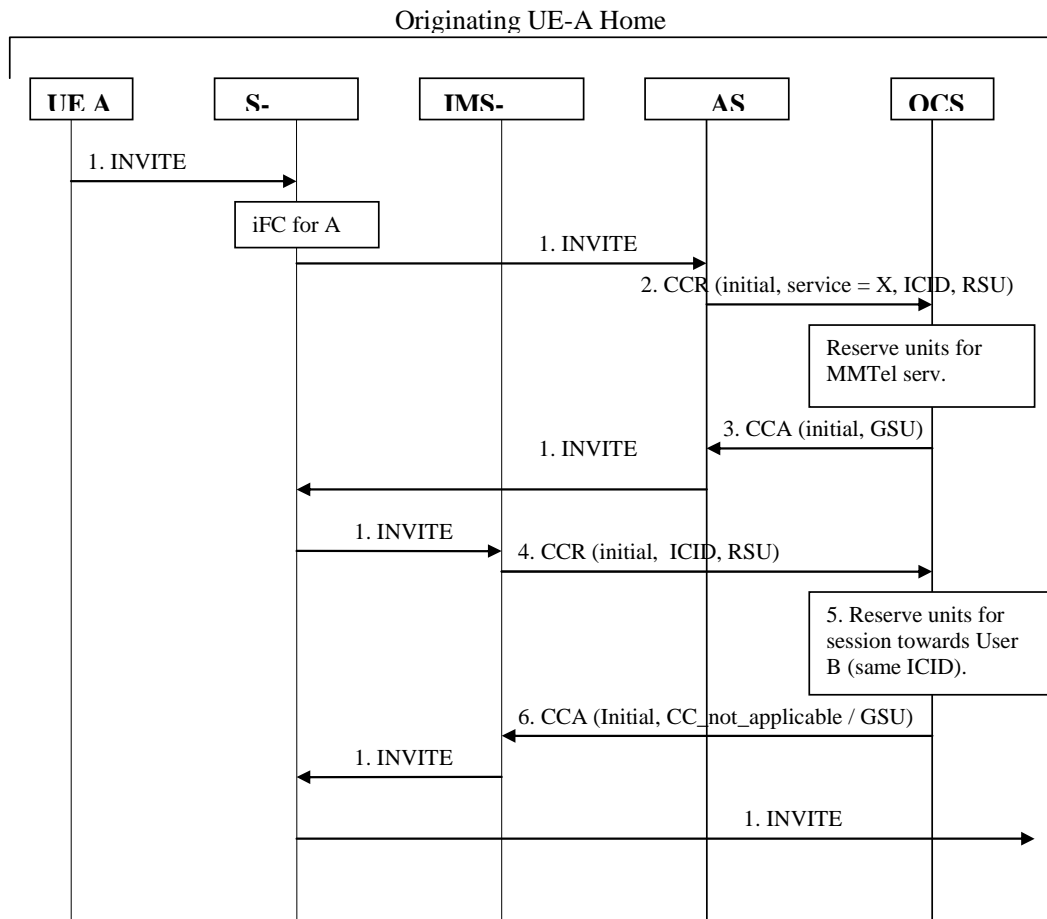 Originating UE-A Home
UE A
S-
IMS-
AS
OCS
1. INVITE
iFC for A
1. INVITE
2. CCR (initial, service = X, ICID, RSU)
Reserve units for
MMTel serv.
3. CCA (initial, GSU)
1. INVITE
1. INVITE
4. CCR (initial, ICID, RSU)
5. Reserve units for
session towards User
B (same ICID).
6. CCA (Initial, CC_not_applicable / GSU)
1. INVITE
1. INVITE